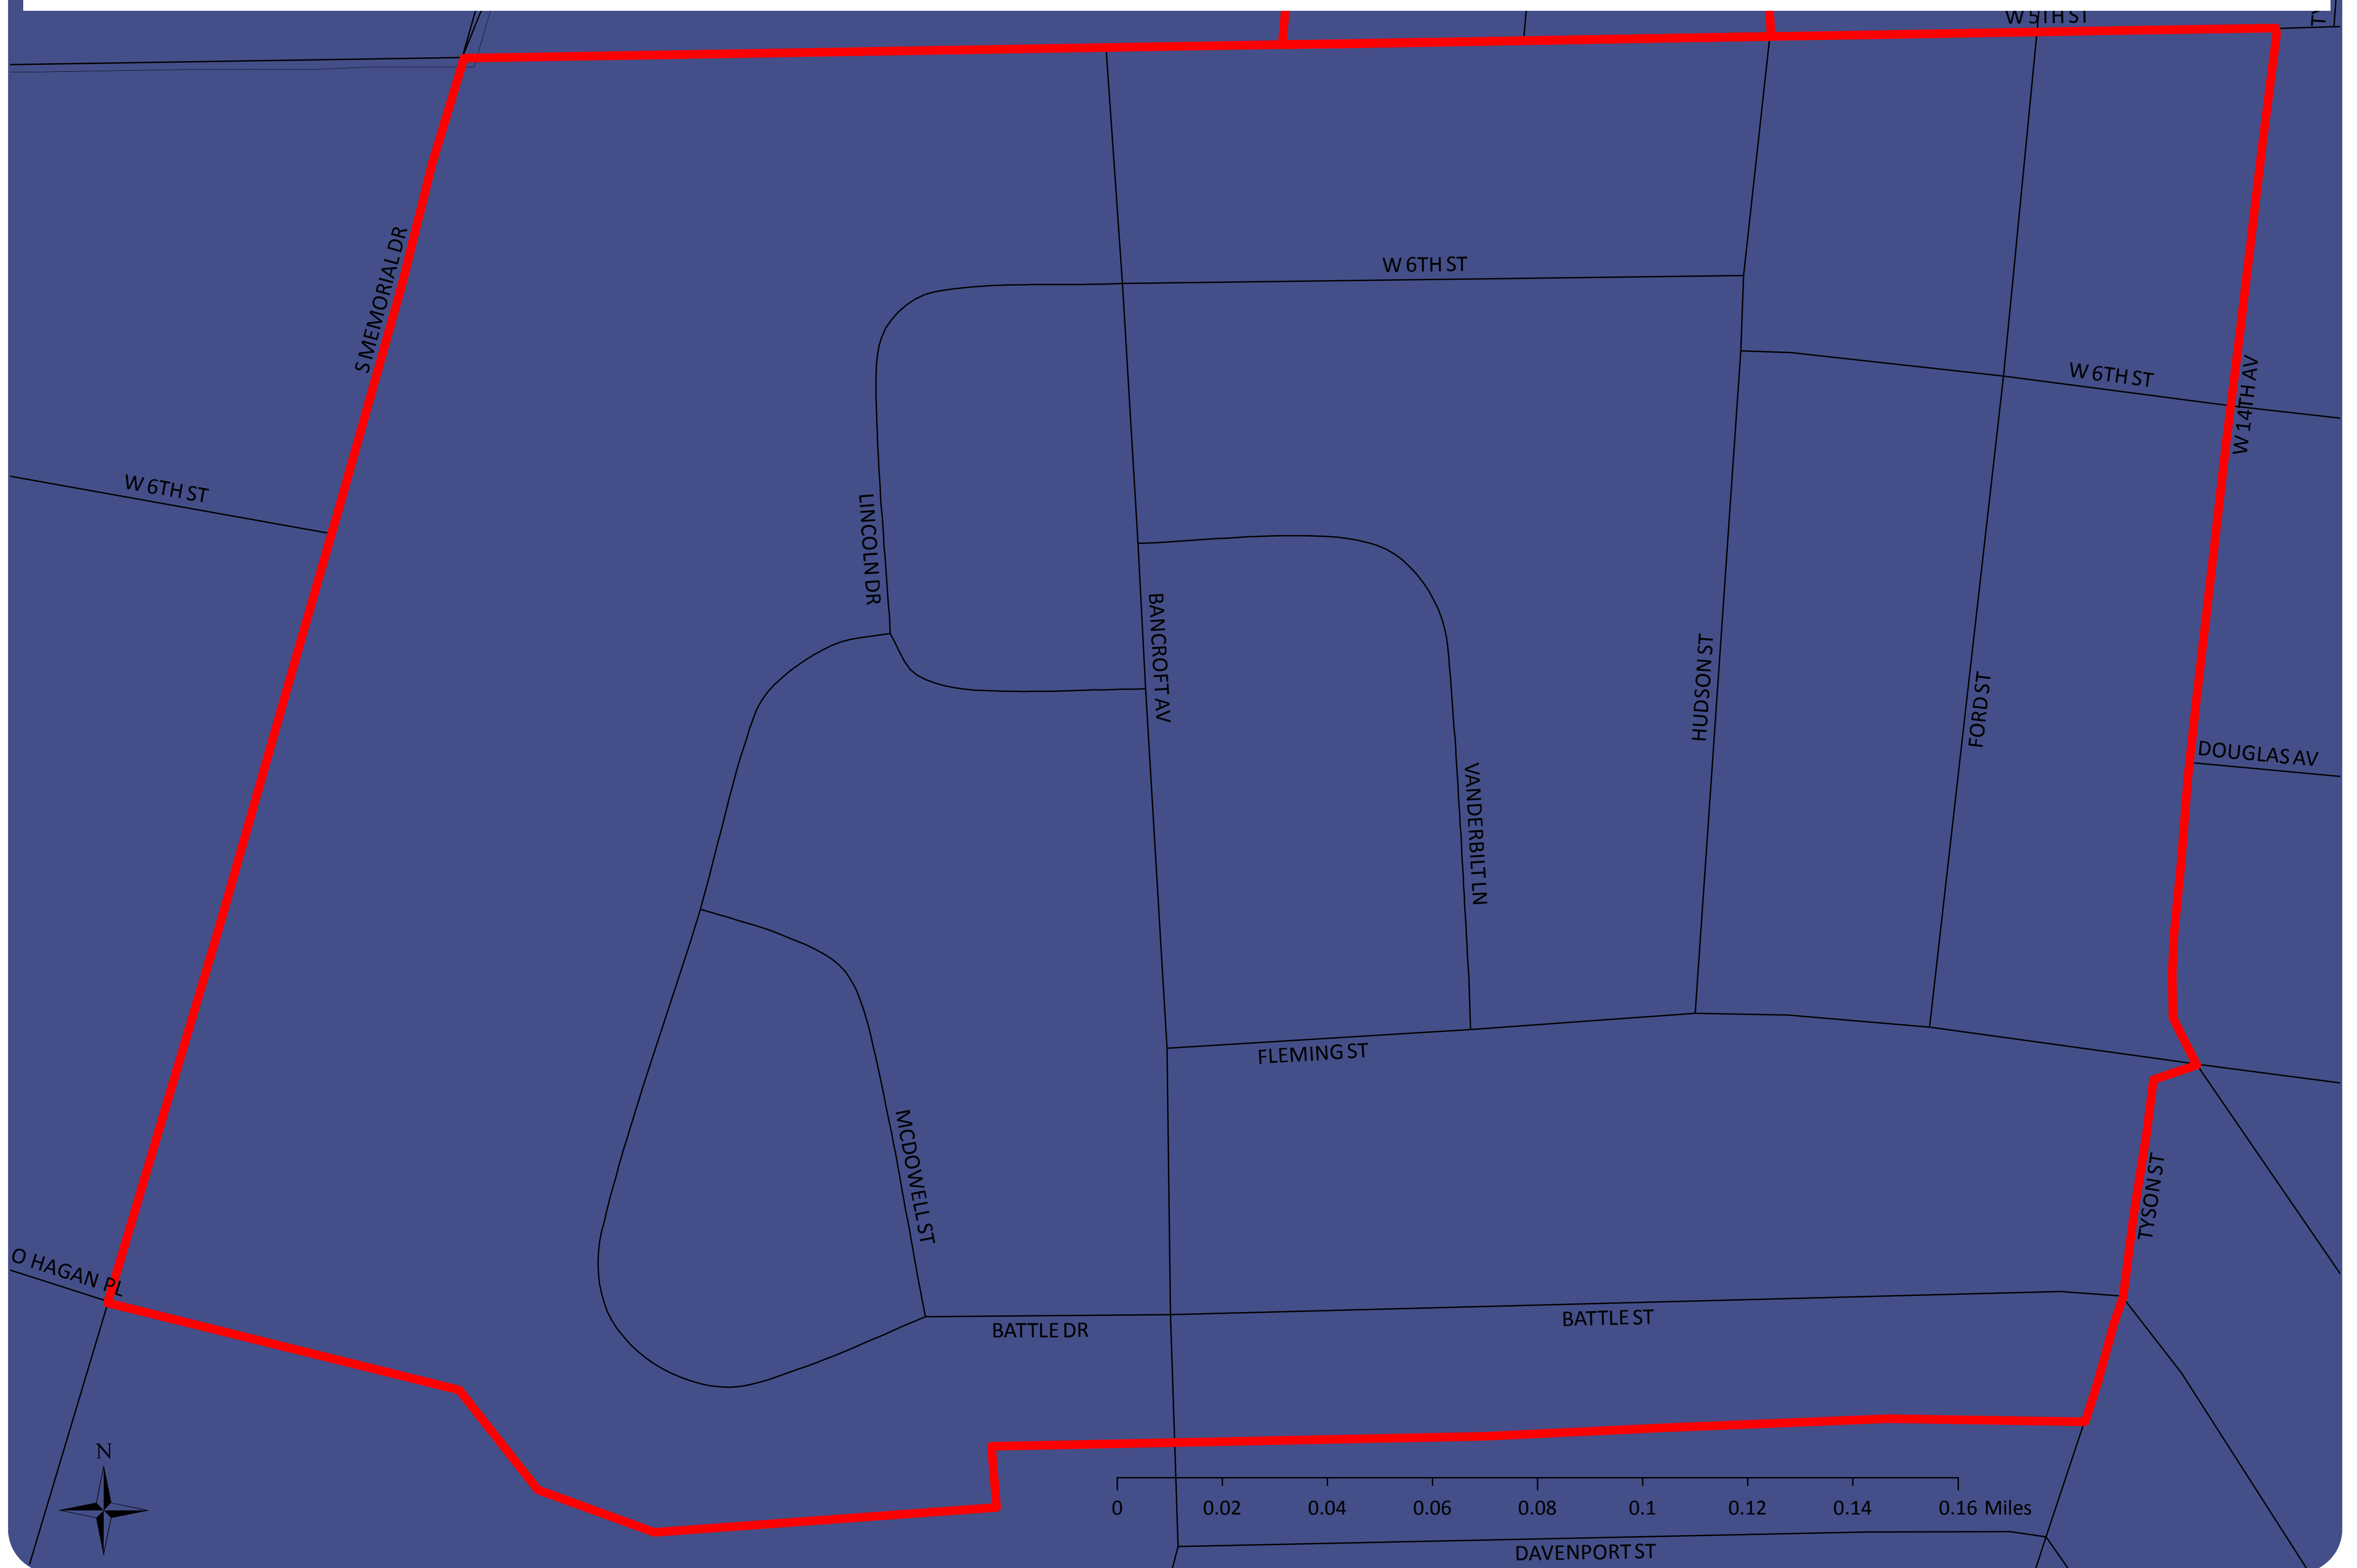 W 5TH ST
S MEMORIAL DR
W 6TH ST
W 6TH ST
W 14TH AV
W 6TH ST
LINCOLN DR
BANCROFT AV
HUDSON ST
FORD ST
DOUGLAS AV
VANDERBILT LN
FLEMING ST
MCDOWELL ST
TYSON ST
O HAGAN PL
BATTLE DR
BATTLE ST
N
0 0.02 0.04 0.06 0.08 0.1 0.12 0.14 0.16 Miles
DAVENPORT ST